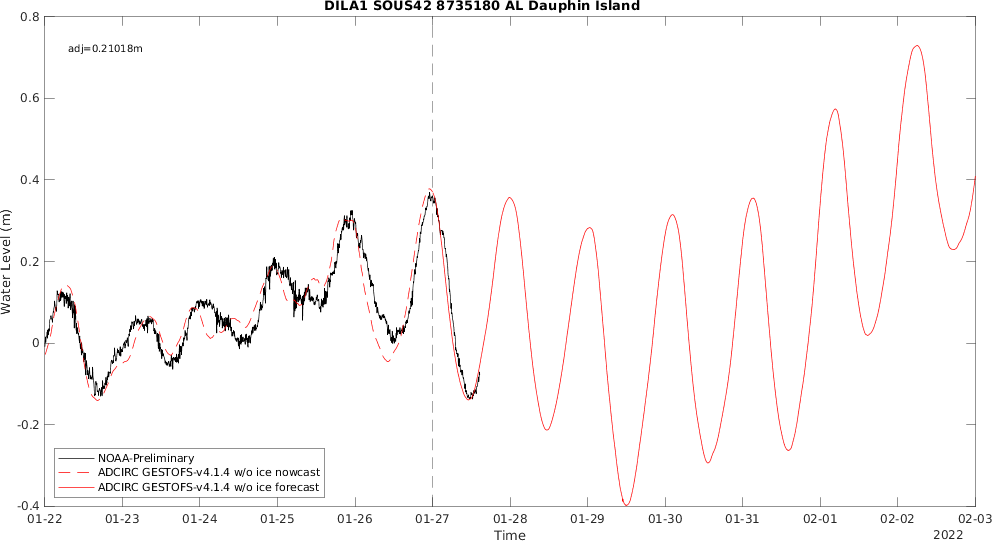 DILA1 SOUS42 8735180 AL Dauphin Island
adj=0.21018m
Water Level (m)
0.8
0.6
0.4
0.2
0
-0.2
-0.4
NOAA-Preliminary
ADCIRC GESTOFS-v4.1.4 w/o ice nowcast
ADCIRC GESTOFS-v4.1.4 w/o ice forecast
01-22 01-23 01-24 01-25 01-26 01-27 01-28 01-29 01-30 01-31 02-01 02-02 02-03
Time
2022